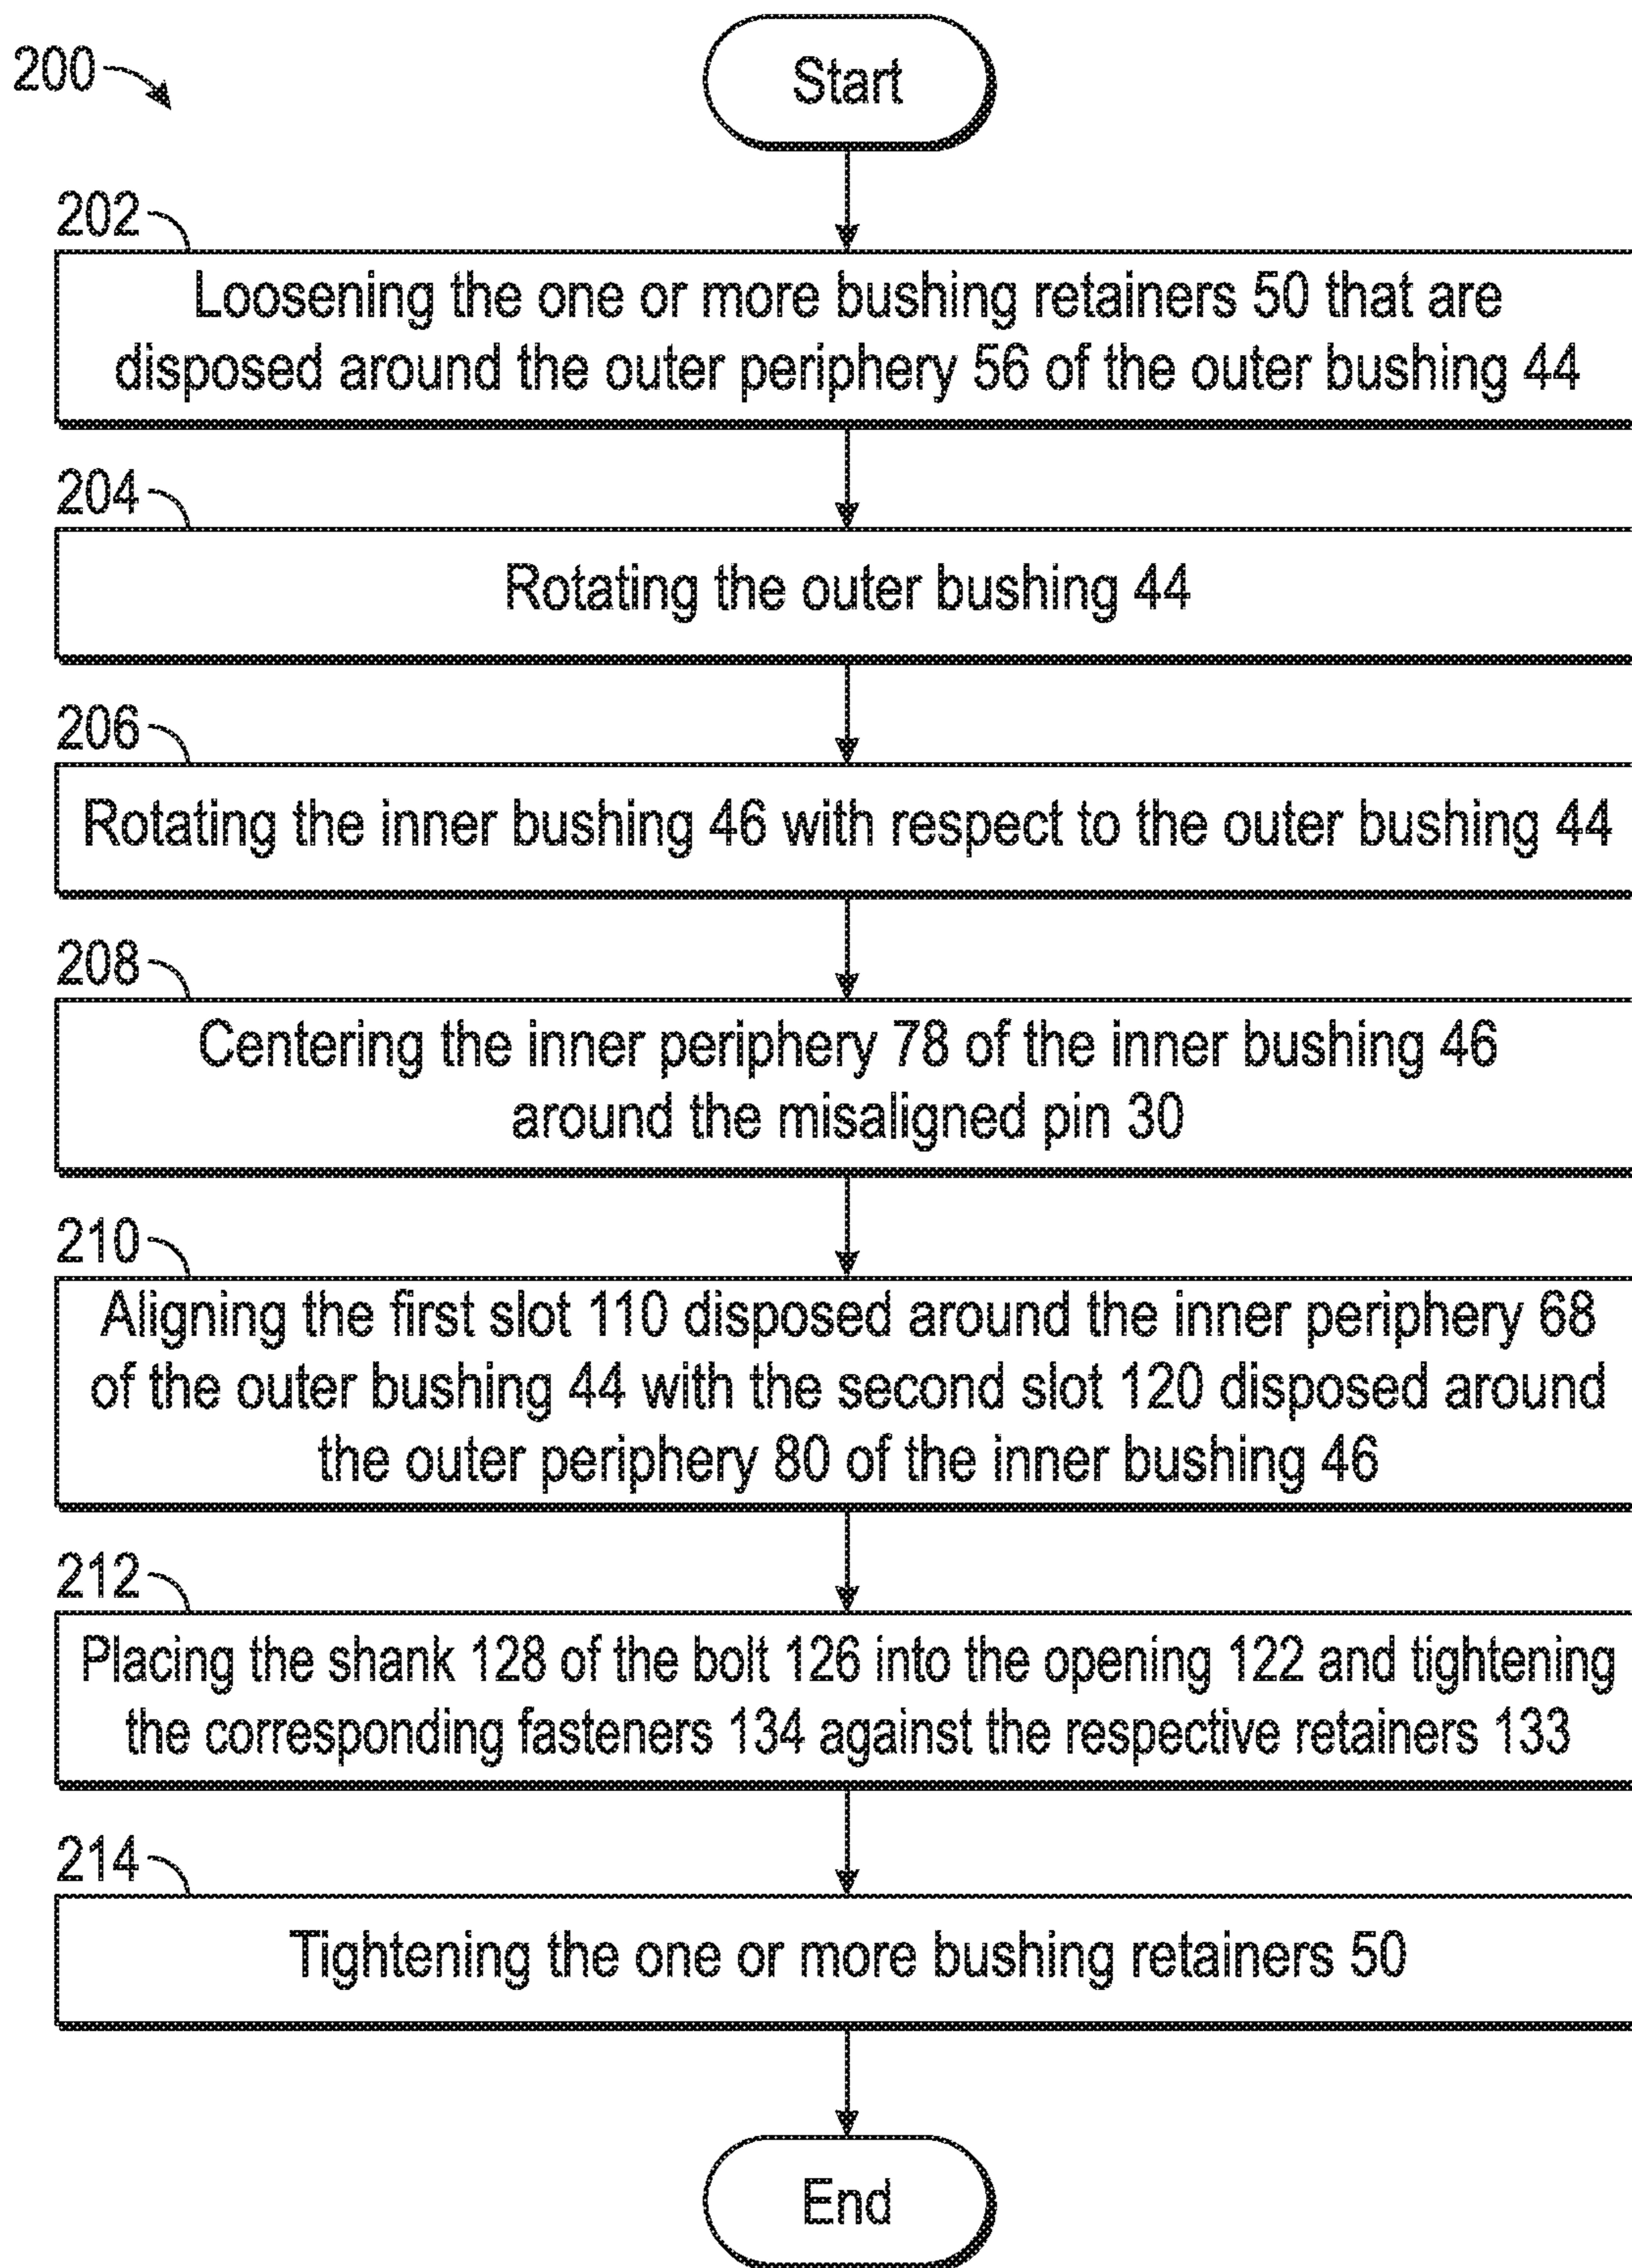 200
Start
202
Loosening the one or more bushing retainers 50 that are
disposed around the outer periphery 56 of the outer bushing 44
204
Rotating the outer bushing 44
206
Rotating the inner bushing 46 with respect to the outer bushing 44
208
Centering the inner periphery 78 of the inner bushing 46
around the misaligned pin 30
210
Aligning the first slot 110 disposed around the inner periphery 68
of the outer bushing 44 with the second slot 120 disposed around
the outer periphery 80 of the inner bushing 46
212
Placing the shank 128 of the bolt 126 into the opening 122 and tightening
the corresponding fasteners 134 against the respective retainers 133
214
Tightening the one or more bushing retainers 50
End